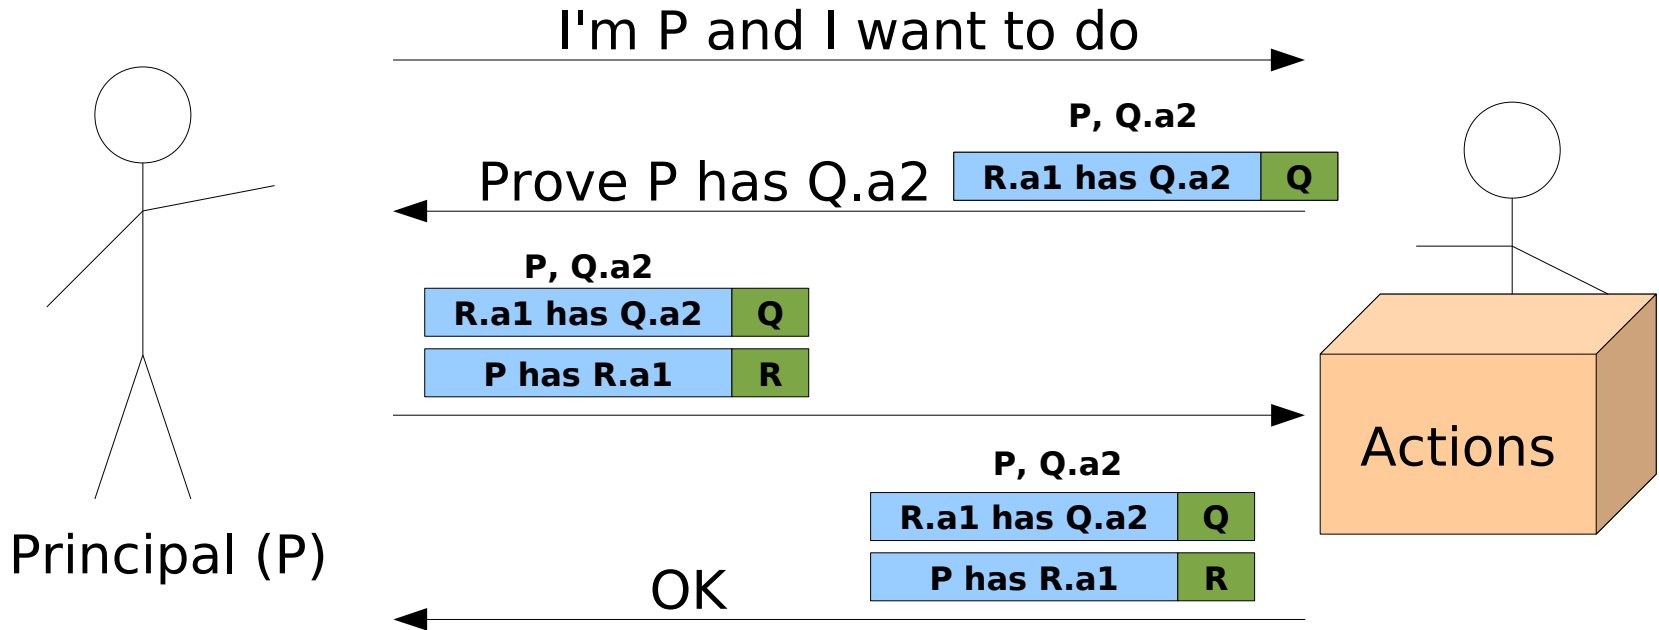 I'm P and I want to do
P, Q.a2
Prove P has Q.a2
R.a1 has Q.a2 Q
P, Q.a2
R.a1 has Q.a2 Q
P has R.a1 R
Actions
P, Q.a2
R.a1 has Q.a2 Q
P has R.a1 R
Principal (P)
OK